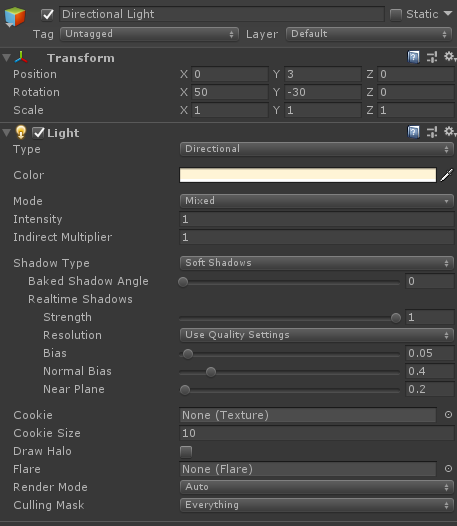 Directional Light Static
Tag Untagged Layer Default
Transform
Position X 0 Y 3 Z 0
Rotation X 50 Y -30 Z 0
Scale X 1 Y 1 Z 1
Light
Type Directional
Color
Mode Mixed
Intensity 1
Indirect Multiplier 1
Shadow Type Soft Shadows
Baked Shadow Angle 0
Realtime Shadows
Strength 1
Resolution Use Quality Settings
Bias 0.05
Normal Bias 0.4
Near Plane 0.2
Cookie None (Texture)
Cookie Size 10
Draw Halo
Flare None (Flare)
Render Mode Auto
Culling Mask Everything